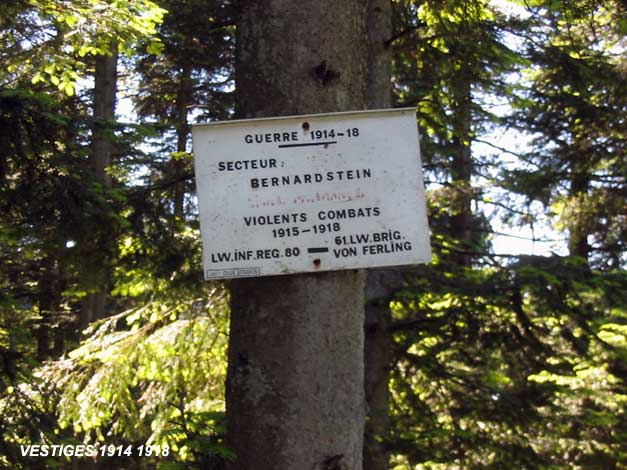 GUERRE 1914-18
SECTEUR:
BERNARDSTEIN
VIOLENTS COMBATS
1915-1918
LW.INF.REG.80 — 61.LW.BRIG.
VON FERLING
VESTIGES 1914 1918